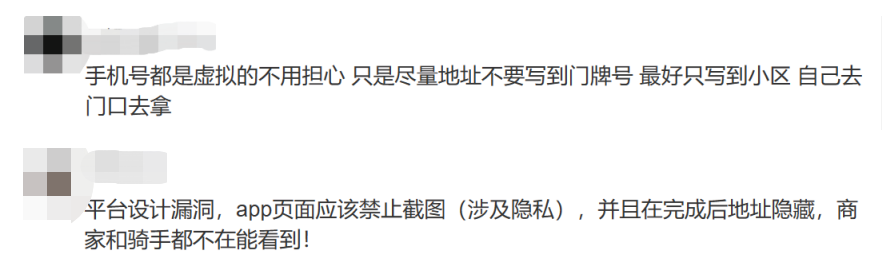 手机号都是虚拟的不用担心 只是尽量地址不要写到门牌号 最好只写到小区 自己去
门口去拿
平台设计漏洞，app页面应该禁止截图（涉及隐私），并且在完成后地址隐藏，商
家和骑手都不在能看到！